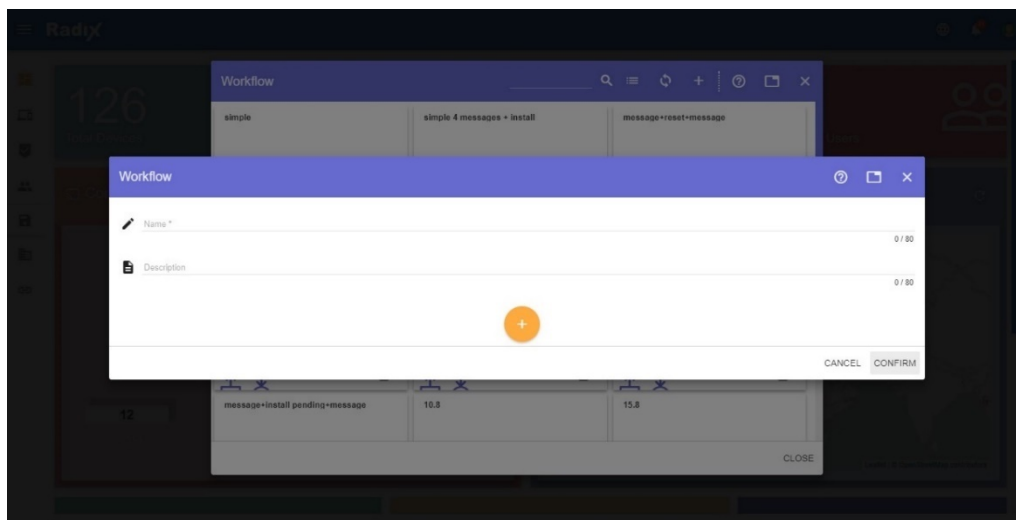 Radix
126
Workflow
simple
simple 4 messages + install
message+reset+message
Workflow
Name *
0 / 80
Description
0 / 80
CANCEL CONFIRM
12
message+install pending+message
10.8
15.8
CLOSE